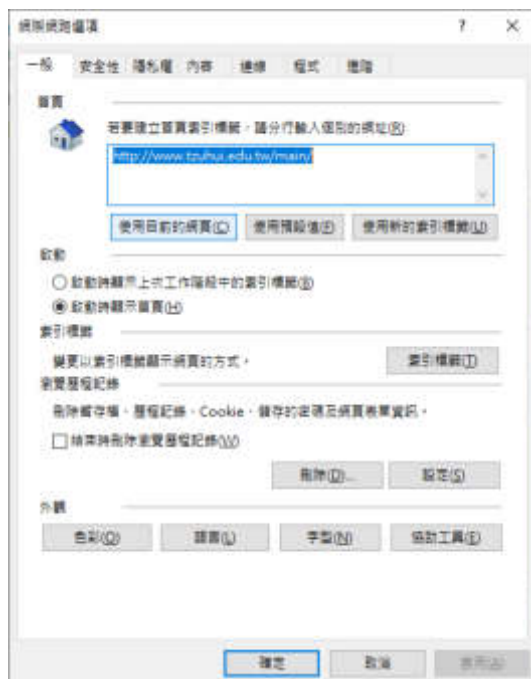 網際網路選項
一般 安全性 隱私權 內容 連線 程式 進階
首頁
若要建立首頁索引標籤，請分行輸入個別的網址(R)
http://www.tzuhui.edu.tw/main/
使用目前的網頁(C) 使用預設值(F) 使用新的索引標籤(U)
啟動
啟動時顯示上次工作階段中的索引標籤(B)
啟動時顯示首頁(H)
索引標籤
變更以索引標籤顯示網頁的方式。 索引標籤(T)
瀏覽歷程記錄
刪除暫存檔、歷程記錄、Cookie、儲存的密碼及網頁表單資訊。
結束時刪除瀏覽歷程記錄(W)
刪除(D)... 設定(S)
外觀
色彩(O) 語言(L) 字型(N) 協助工具(E)
確定 取消 套用(A)